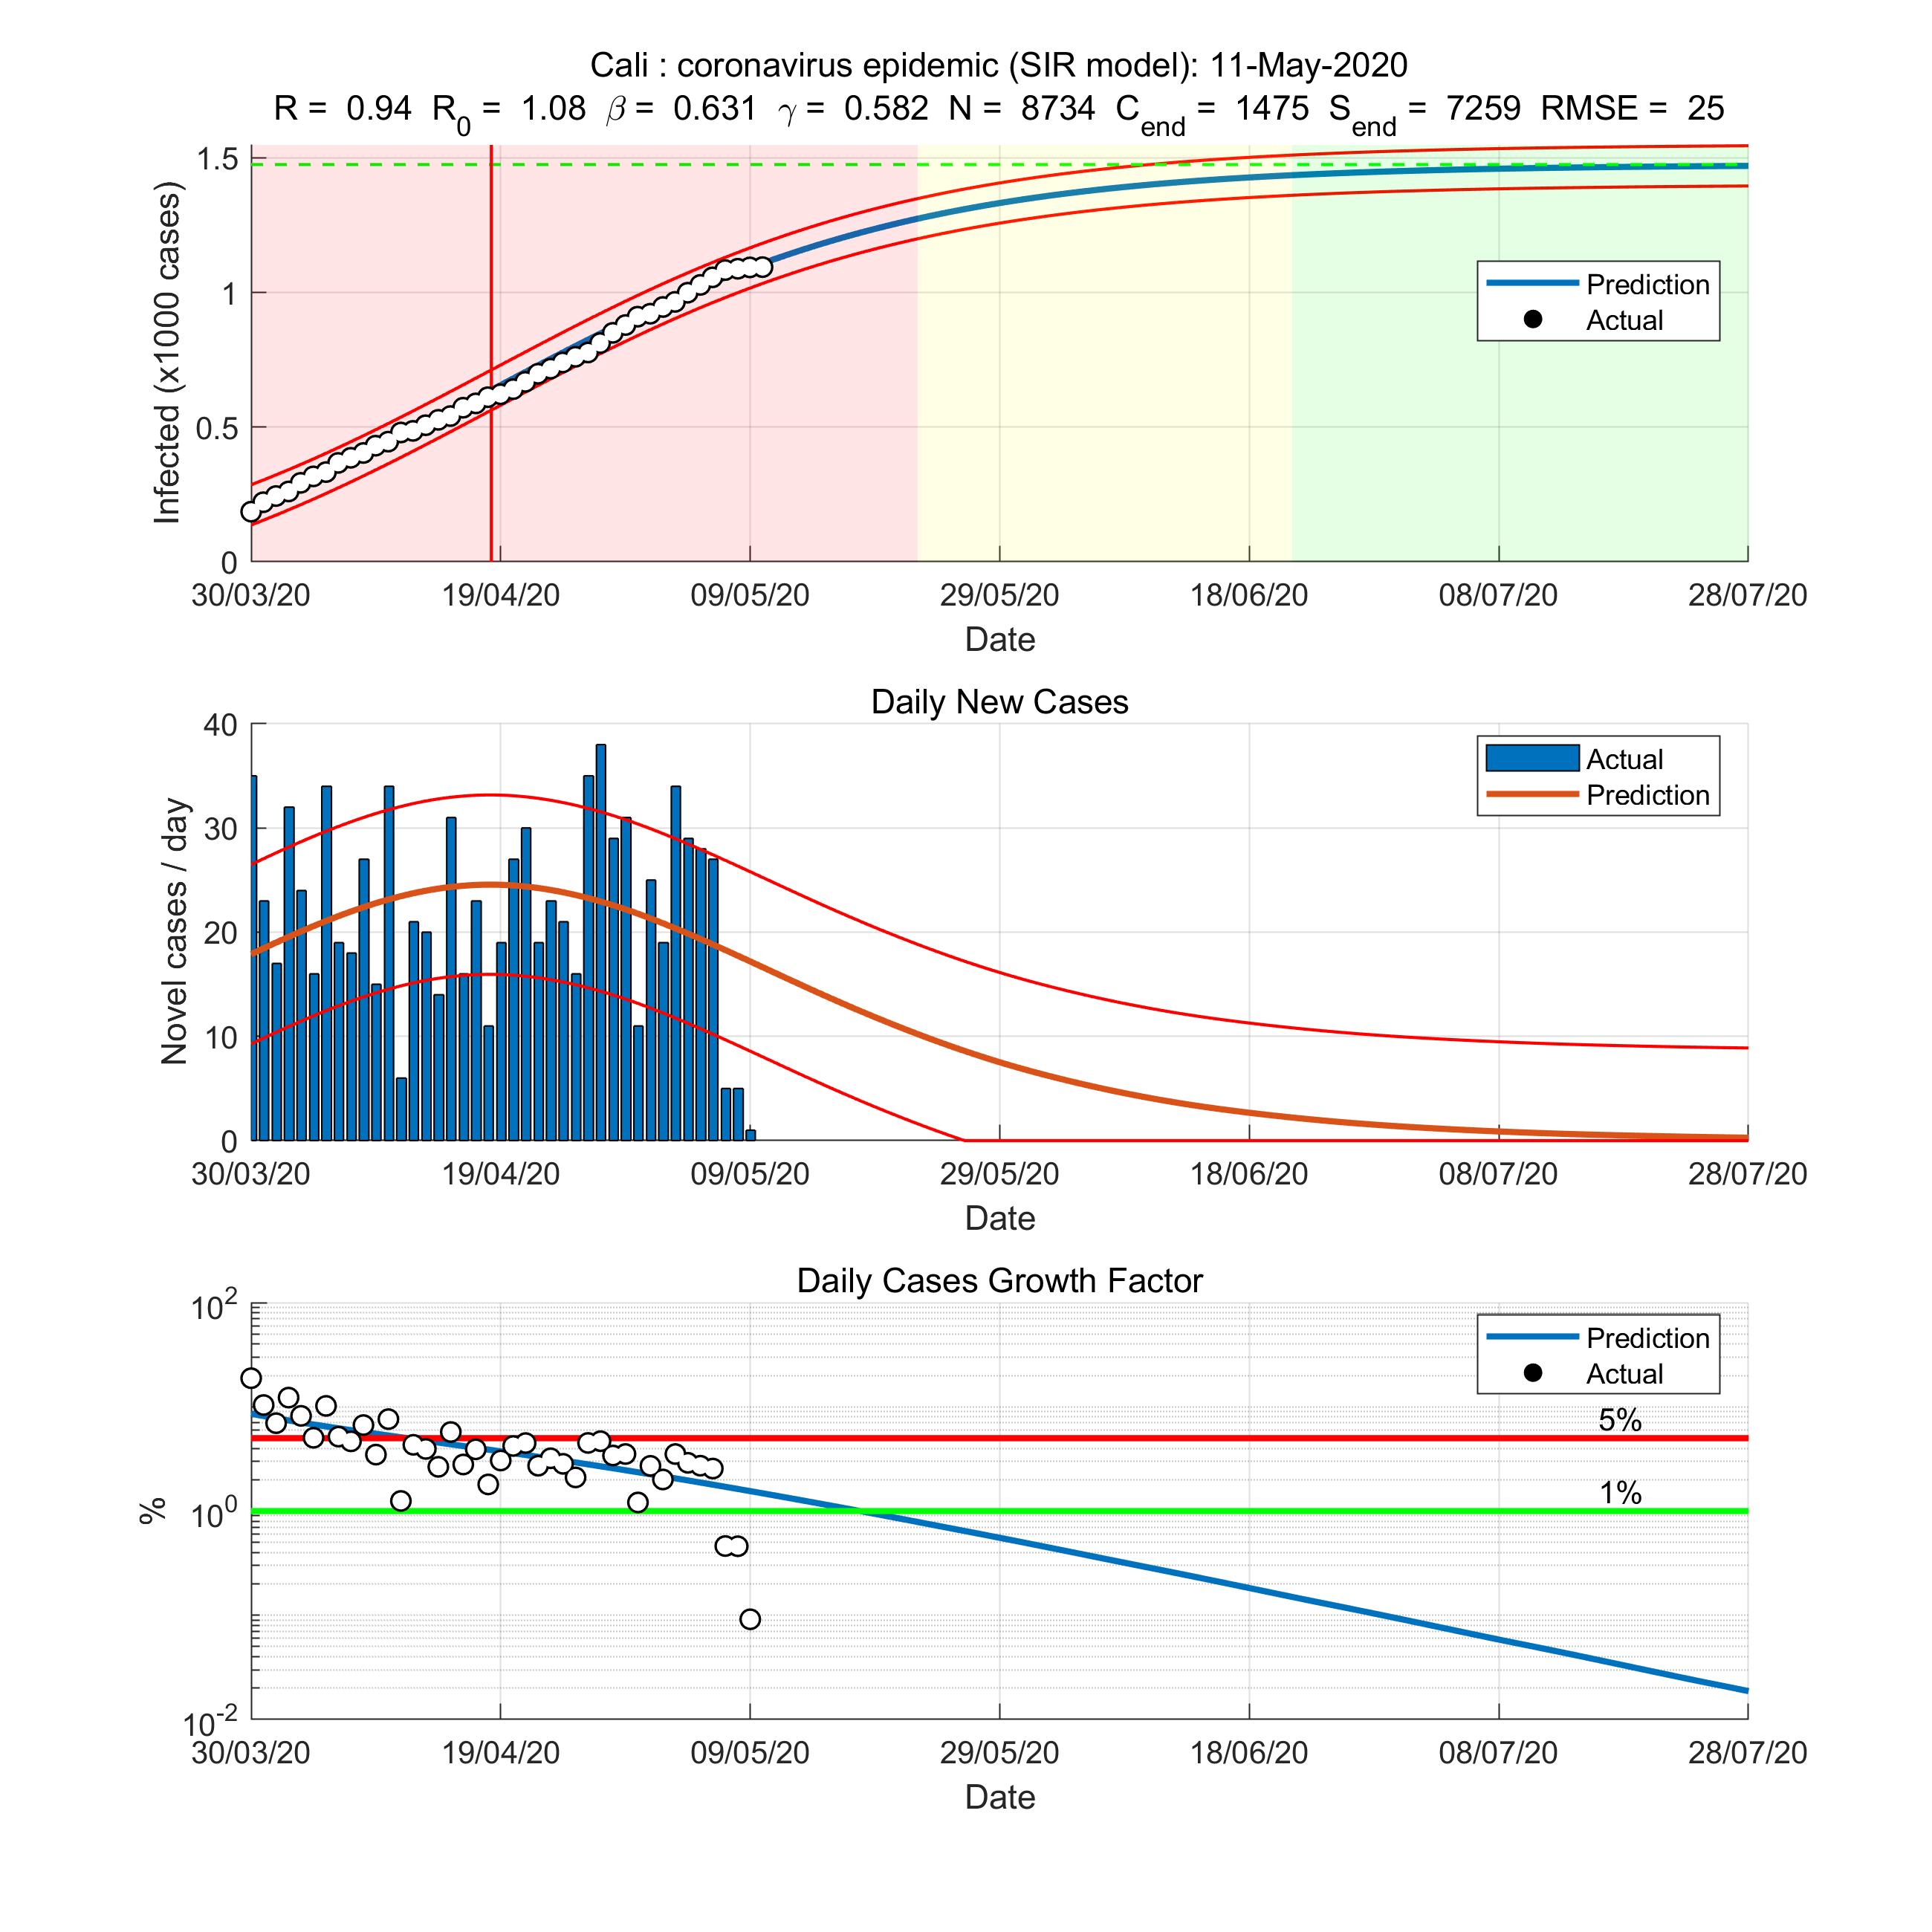 Cali : coronavirus epidemic (SIR model): 11-May-2020
R = 0.94 R0 = 1.08 β = 0.631 γ = 0.582 N = 8734 Cend = 1475 Send = 7259 RMSE = 25
Infected (x1000 cases)
1.5
1
0.5
0
Prediction
Actual
30/03/20 19/04/20 09/05/20 29/05/20 18/06/20 08/07/20 28/07/20
Date
Daily New Cases
Novel cases / day
40
30
20
10
0
Actual
Prediction
30/03/20 19/04/20 09/05/20 29/05/20 18/06/20 08/07/20 28/07/20
Date
Daily Cases Growth Factor
%
10^2
10^0
10^-2
Prediction
Actual
5%
1%
30/03/20 19/04/20 09/05/20 29/05/20 18/06/20 08/07/20 28/07/20
Date